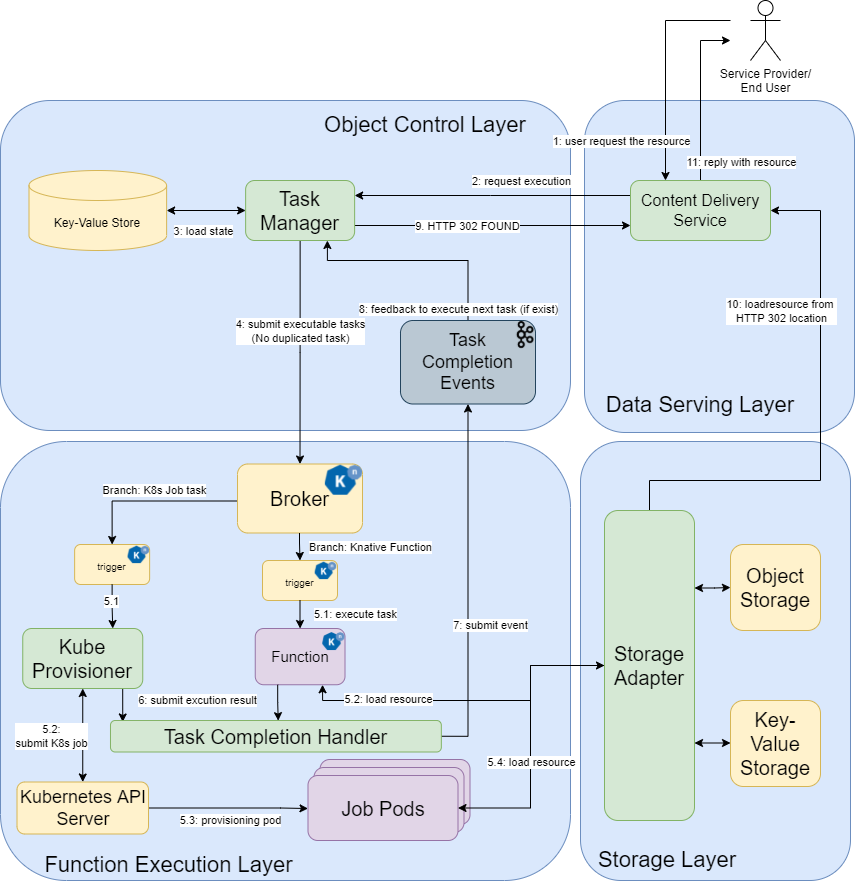 Service Provider/
End User
Object Control Layer
1: user request the resource
11: reply with resource
2: request execution
Task
Manager
Content Delivery
Service
Key-Value Store
3: load state
9. HTTP 302 FOUND
10: loadresource from
HTTP 302 location
8: feedback to execute next task (if exist)
4: submit executable tasks
(No duplicated task)
Task
Completion
Events
Data Serving Layer
Broker
n
Branch: K8s Job task
Branch: Knative Function
trigger
K
n
trigger
K
n
5.1
5.1: execute task
7: submit event
Object
Storage
Kube
Provisioner
Function
K
n
Storage
Adapter
6: submit excution result
5.2: load resource
5.2:
submit K8s job
Task Completion Handler
Key-
Value
Storage
5.4: load resource
Kubernetes API
Server
Job Pods
5.3: provisioning pod
Function Execution Layer
Storage Layer
K